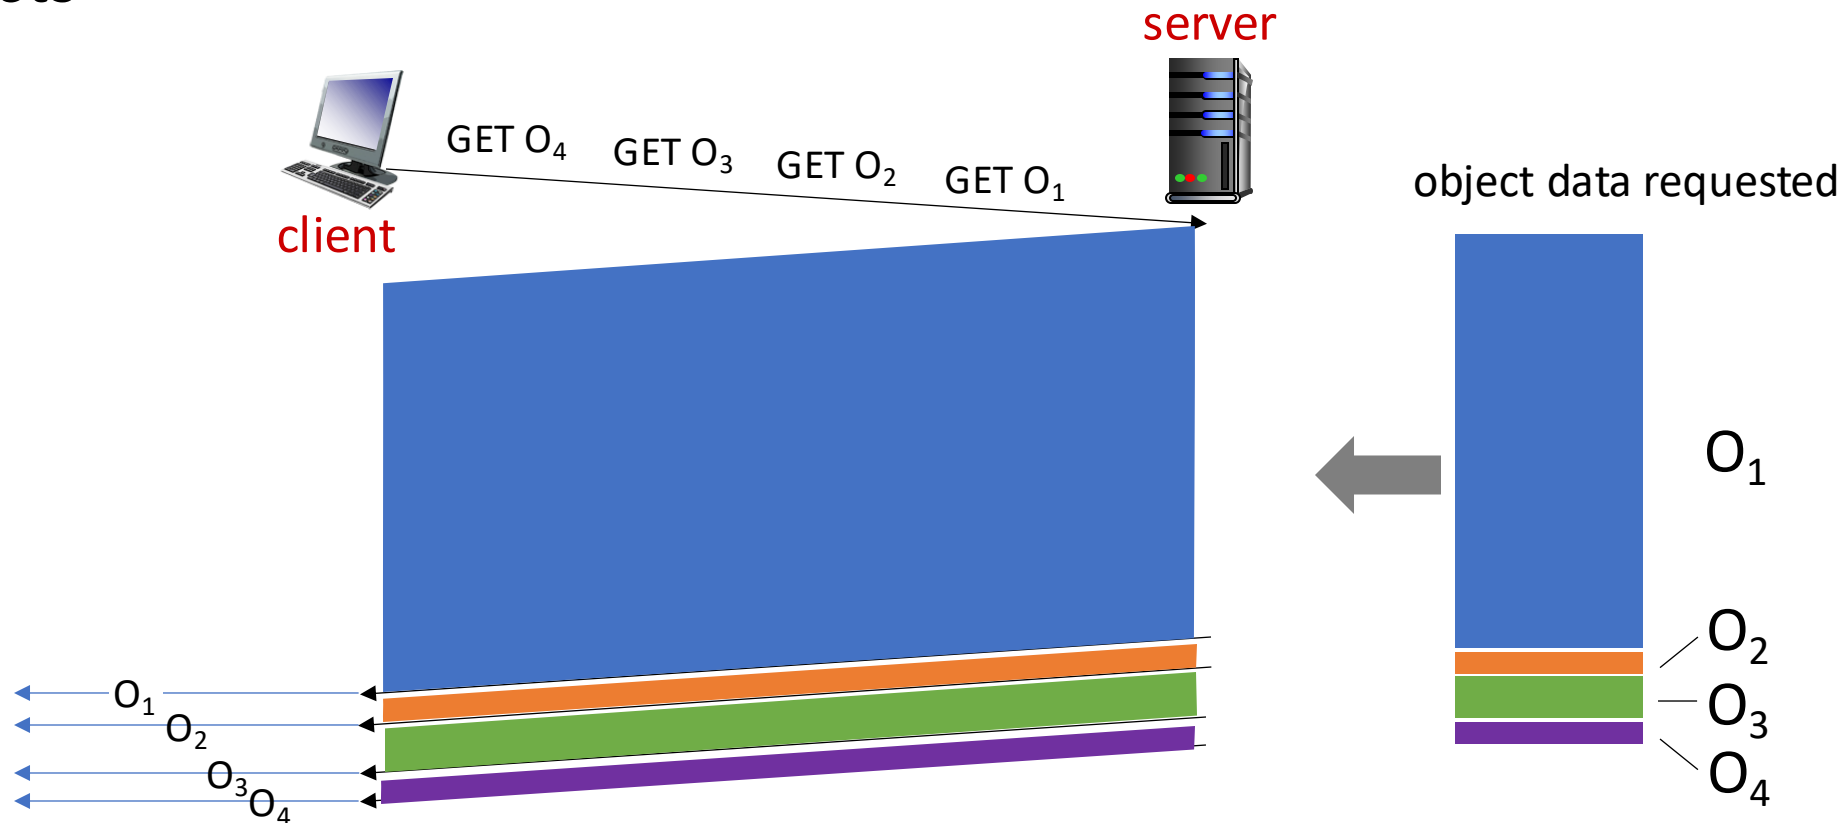 server
GET O₄ GET O₃ GET O₂ GET O₁
object data requested
client
O₁
O₂
O₃
O₄
O₁
O₂
O₃
O₄